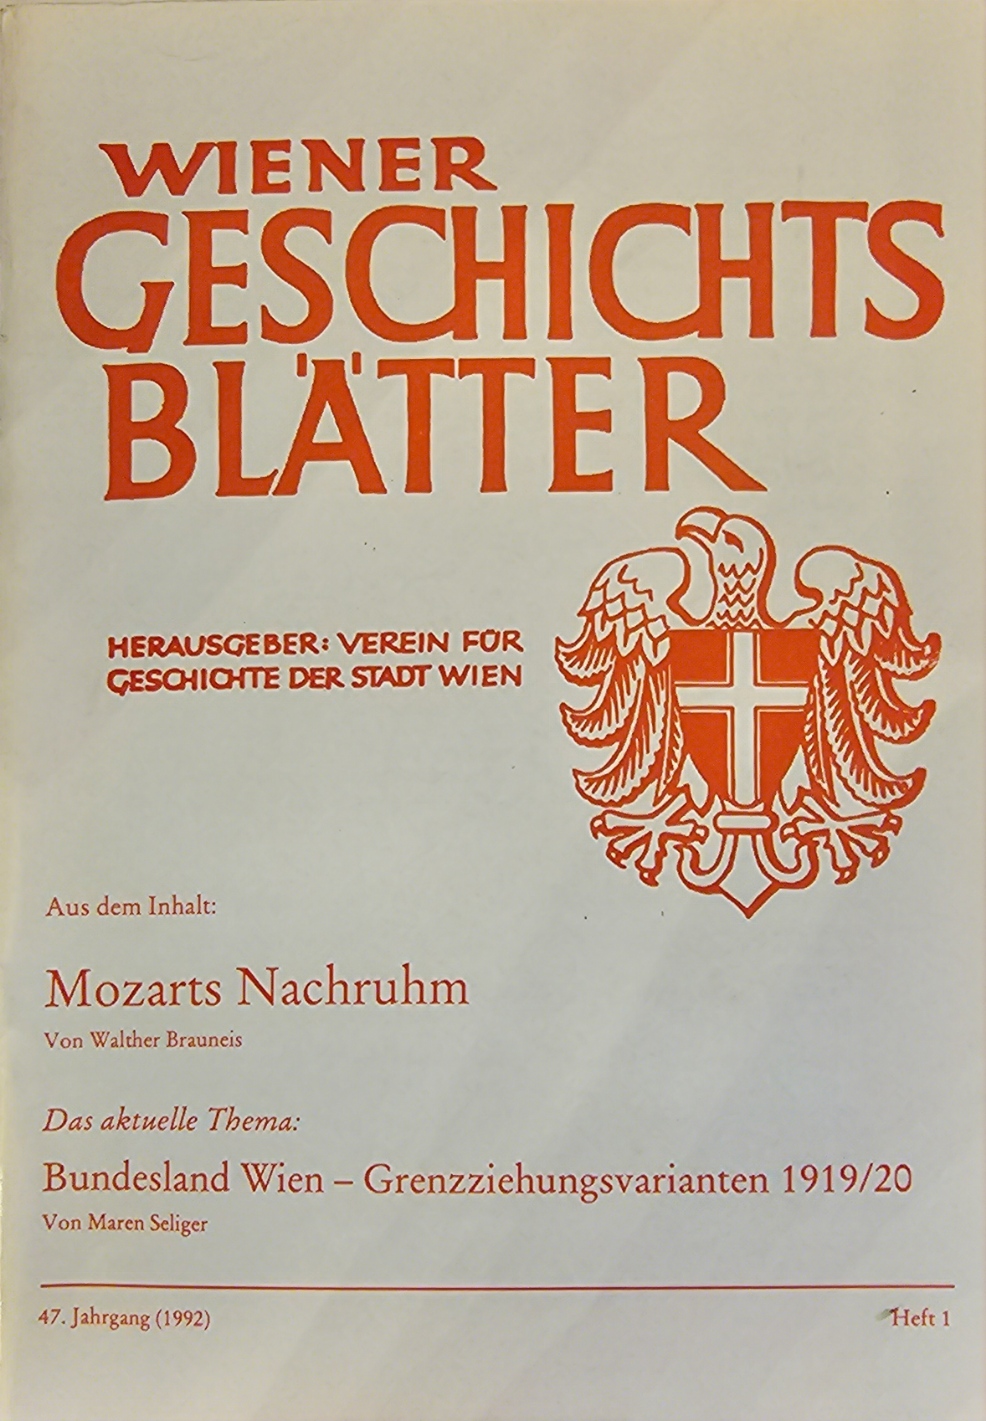 WIENER
GESCHICHTS
BLÄTTER
HERAUSGEBER: VEREIN FÜR
GESCHICHTE DER STADT WIEN
Aus dem Inhalt:
Mozarts Nachruhm
Von Walther Brauneis
Das aktuelle Thema:
Bundesland Wien – Grenzziehungsvarianten 1919/20
Von Maren Seliger
47. Jahrgang (1992) Heft 1